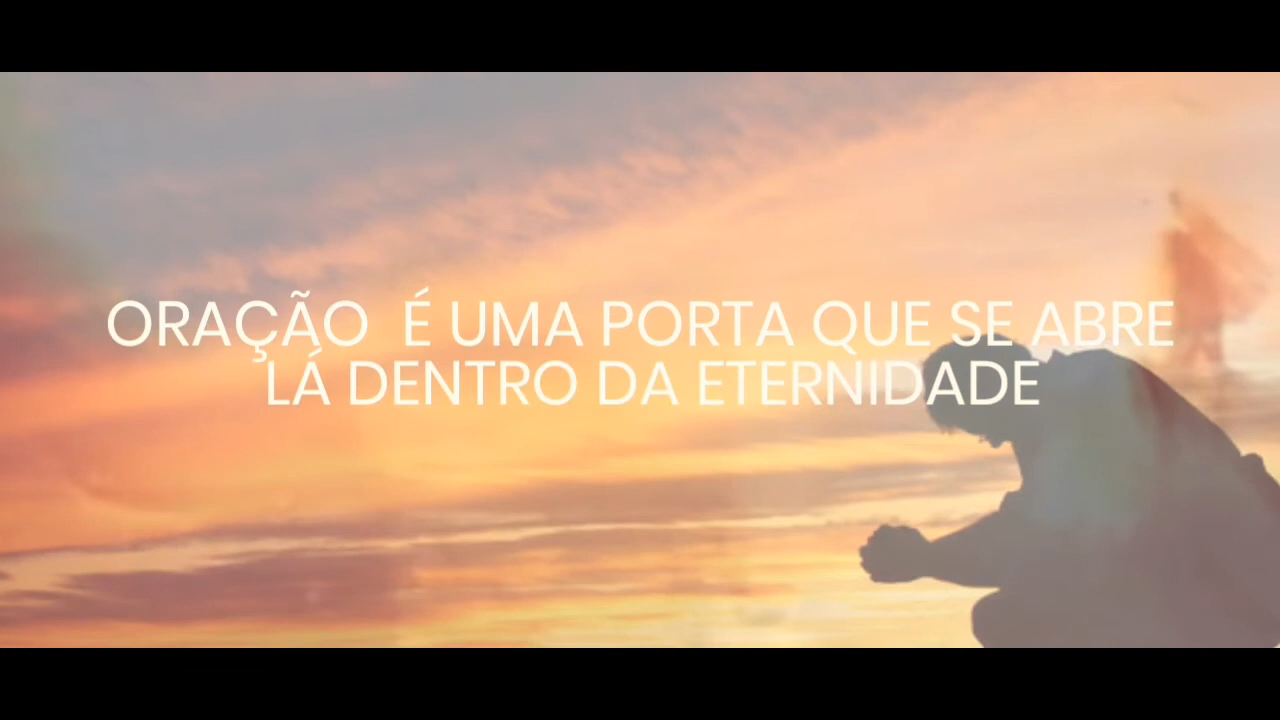 ORAÇÃO É UMA PORTA QUE SE ABRE
LÁ DENTRO DA ETERNIDADE